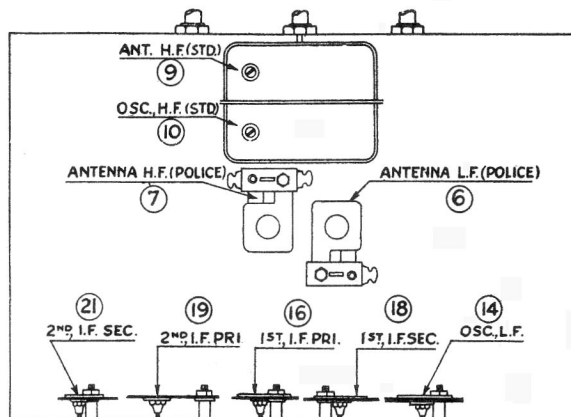 ANT. H.F. (STD.)
9
OSC., H.F. (STD)
10
ANTENNA H.F. (POLICE)
7
ANTENNA L.F. (POLICE)
6
21
2ND, I.F. SEC.
19
2ND, I.F. PRI.
16
1ST, I.F. PRI.
18
1ST, I.F. SEC.
14
OSC., L.F.